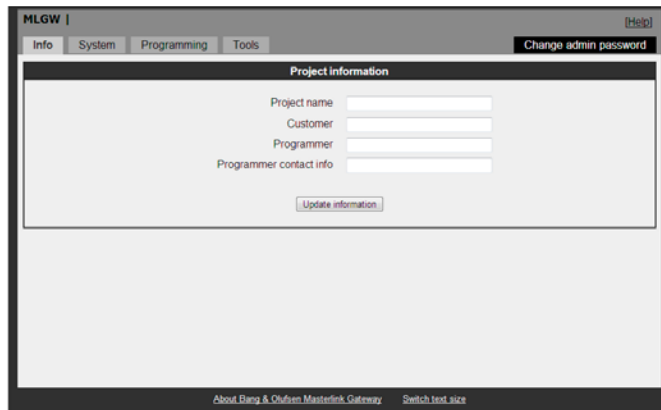 MLGW |
[Help]
Info System Programming Tools Change admin password
Project information
Project name
Customer
Programmer
Programmer contact info
Update information
About Bang & Olufsen Masterlink Gateway Switch text size